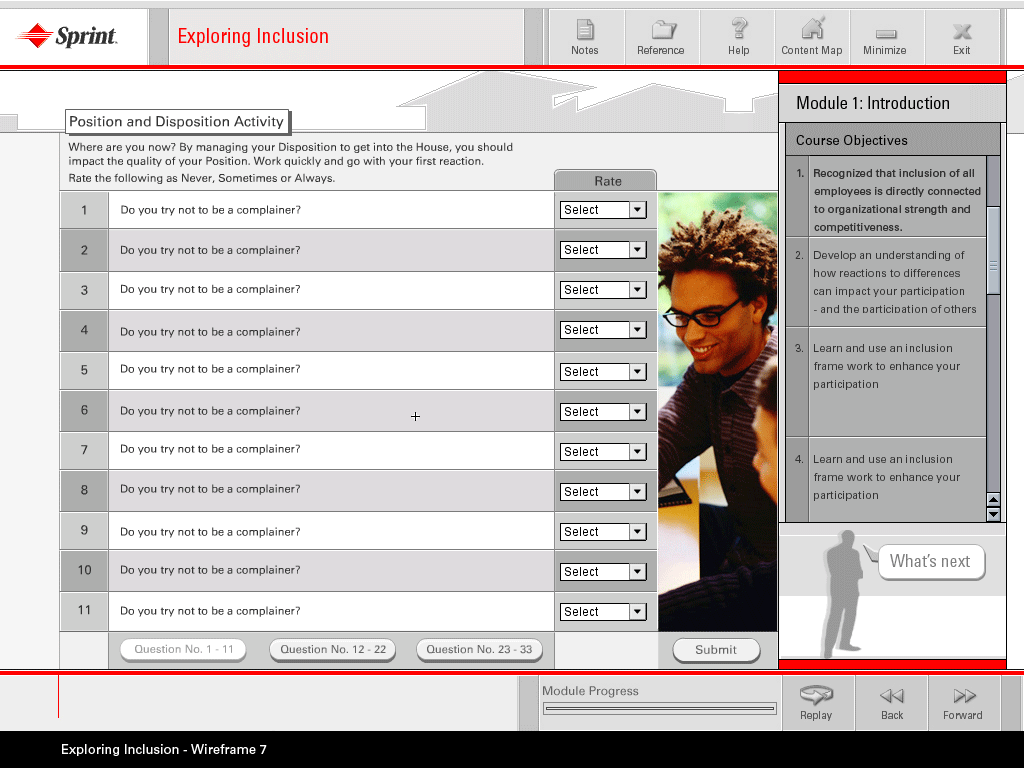 Sprint.
Exploring Inclusion
Notes
Reference
Help
Content Map
Minimize
Exit
Position and Disposition Activity
Where are you now? By managing your Disposition to get into the House, you should
impact the quality of your Position. Work quickly and go with your first reaction.
Rate the following as Never, Sometimes or Always.
Rate
1 Do you try not to be a complainer? Select
2 Do you try not to be a complainer? Select
3 Do you try not to be a complainer? Select
4 Do you try not to be a complainer? Select
5 Do you try not to be a complainer? Select
6 Do you try not to be a complainer? Select
7 Do you try not to be a complainer? Select
8 Do you try not to be a complainer? Select
9 Do you try not to be a complainer? Select
10 Do you try not to be a complainer? Select
11 Do you try not to be a complainer? Select
Question No. 1 - 11
Question No. 12 - 22
Question No. 23 - 33
Submit
Module 1: Introduction
Course Objectives
1. Recognized that inclusion of all
employees is directly connected
to organizational strength and
competitiveness.
2. Develop an understanding of
how reactions to differences
can impact your participation
- and the participation of others
3. Learn and use an inclusion
frame work to enhance your
participation
4. Learn and use an inclusion
frame work to enhance your
participation
What's next
Module Progress
Replay
Back
Forward
Exploring Inclusion - Wireframe 7